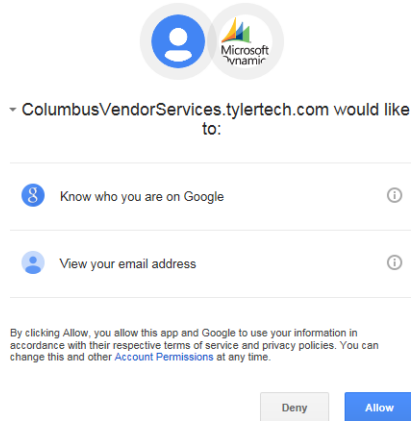 Microsoft
Dynamic
ColumbusVendorServices.tylertech.com would like
to:
8 Know who you are on Google
View your email address
By clicking Allow, you allow this app and Google to use your information in
accordance with their respective terms of service and privacy policies. You can
change this and other Account Permissions at any time.
Deny Allow